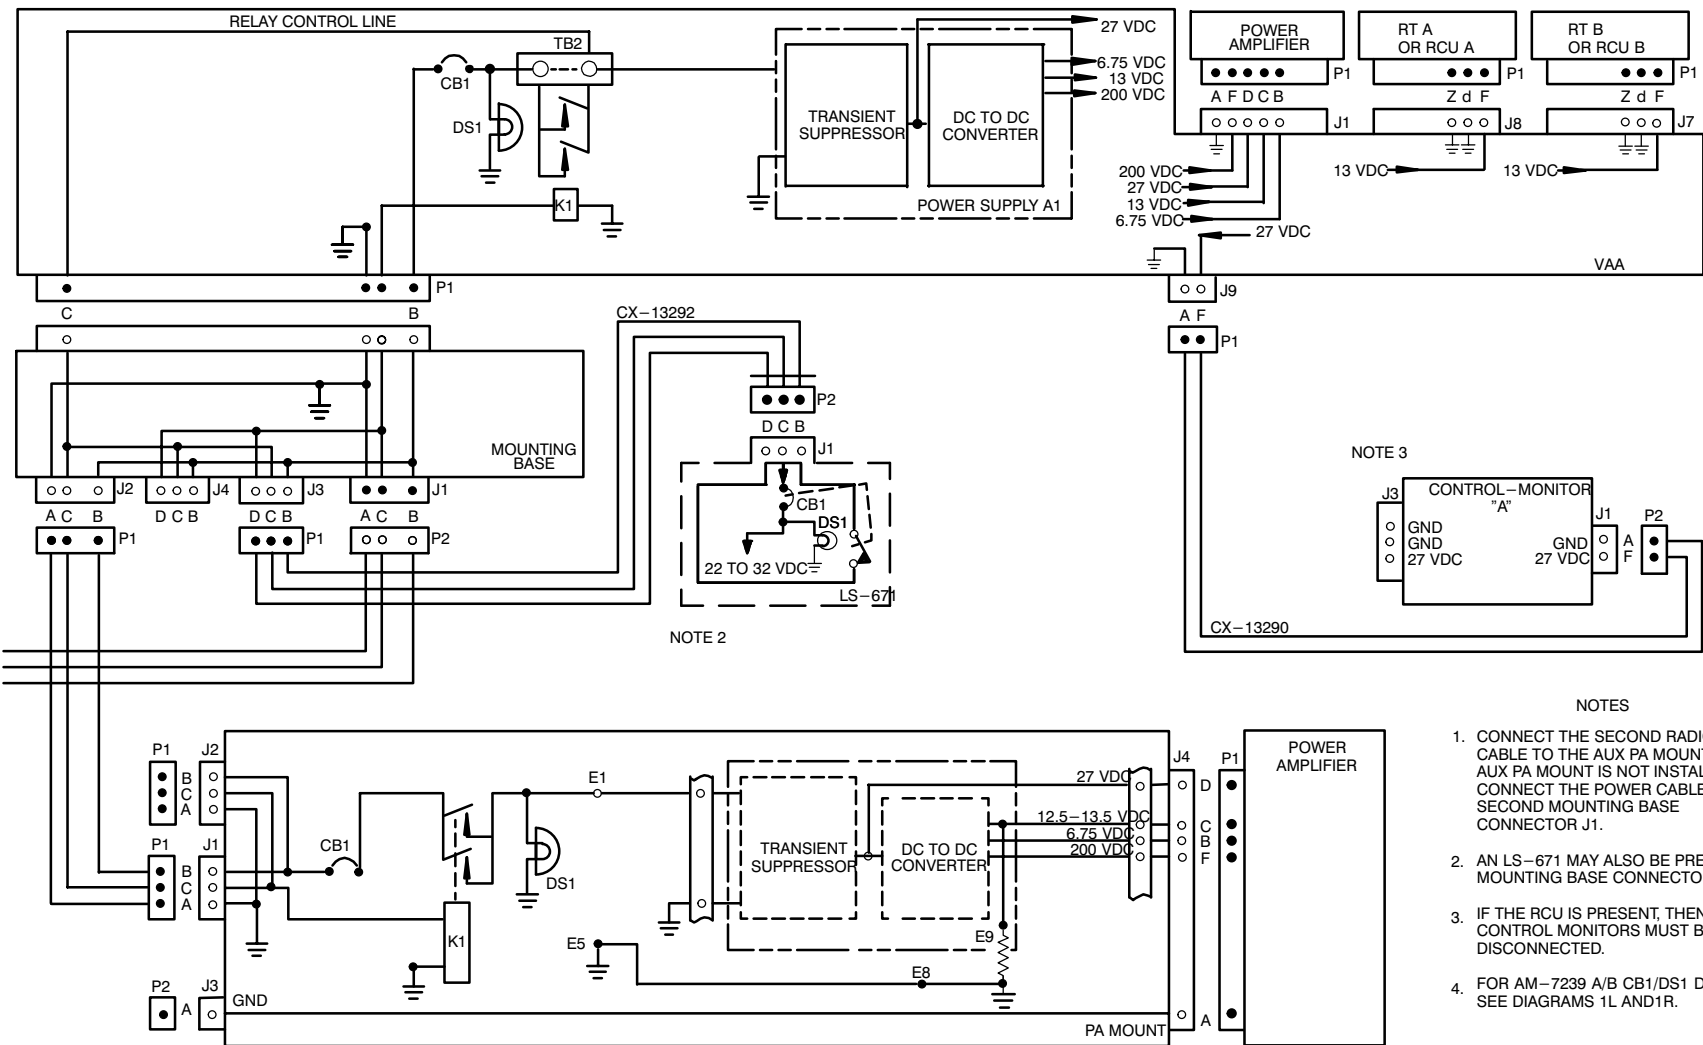 RELAY CONTROL LINE
TB2
CB1
DS1
K1
27 VDC
6.75 VDC
13 VDC
200 VDC
TRANSIENT
SUPPRESSOR
DC TO DC
CONVERTER
POWER SUPPLY A1
POWER
AMPLIFIER
P1
A F D C B
J1
RT A
OR RCU A
P1
Z d F
J8
RT B
OR RCU B
P1
Z d F
J7
200 VDC
27 VDC
13 VDC
6.75 VDC
13 VDC
13 VDC
27 VDC
VAA
P1
C
B
J9
A F
P1
MOUNTING
BASE
J2
J4
J3
J1
A C B
D C B
D C B
A C B
P1
P1
P2
CX-13292
P2
D C B
J1
CB1
DS1
22 TO 32 VDC
LS-671
NOTE 2
NOTE 3
CONTROL-MONITOR
"A"
J3
GND
GND
27 VDC
J1
GND
27 VDC
A
F
P2
CX-13290
P1
J2
B
C
A
P1
J1
B
C
A
P2
J3
A
GND
CB1
K1
E1
DS1
E5
TRANSIENT
SUPPRESSOR
DC TO DC
CONVERTER
E9
E8
27 VDC
12.5-13.5 VDC
6.75 VDC
200 VDC
PA MOUNT
J4
D
C
B
F
A
P1
POWER
AMPLIFIER
NOTES
1. CONNECT THE SECOND
CABLE TO THE AUX PA
AUX PA MOUNT IS NOT
CONNECT THE POWER
SECOND MOUNTING BASE
CONNECTOR J1.
2. AN LS-671 MAY ALSO BE
MOUNTING BASE
3. IF THE RCU IS PRESENT,
CONTROL MONITORS MUST
DISCONNECTED.
4. FOR AM-7239 A/B CB1/DS1
SEE DIAGRAMS 1L AND1R.